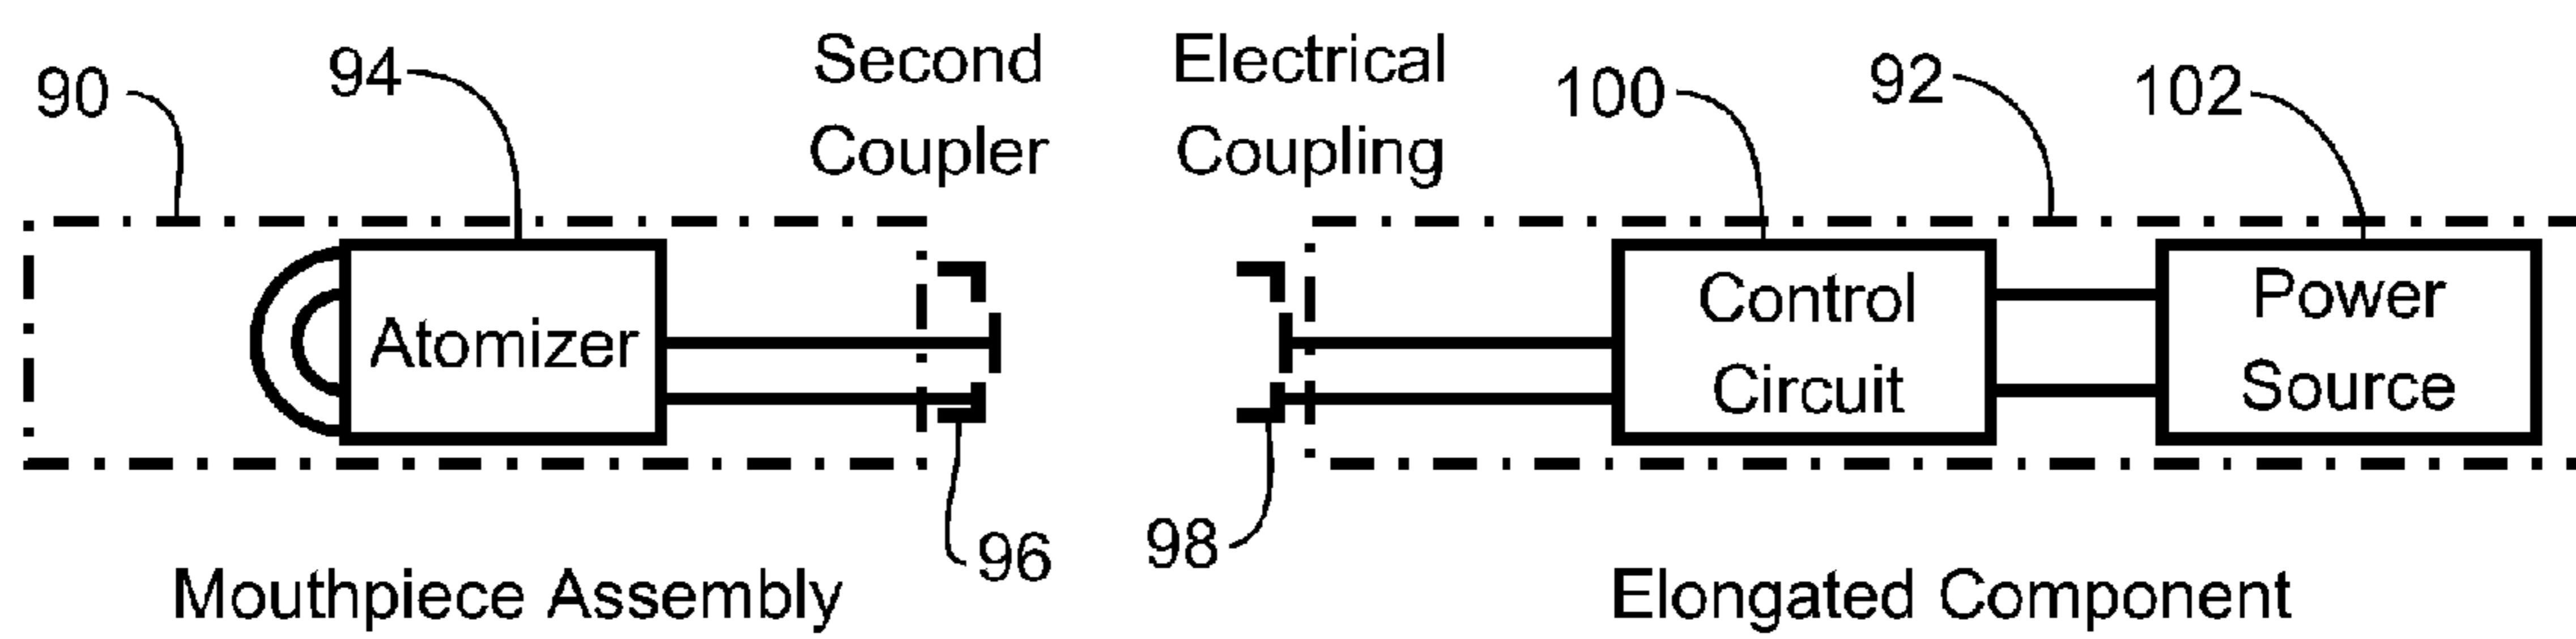 90
94
Second
Coupler
Electrical
Coupling
100
92
102
Atomizer
Control
Circuit
Power
Source
96
98
Mouthpiece Assembly
Elongated Component